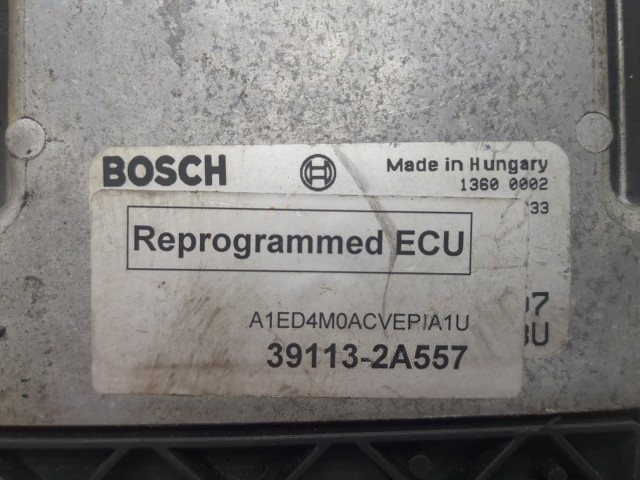 BOSCH Made in Hungary
1360 0002
33
Reprogrammed ECU
A1ED4M0ACVEPIA1U
39113-2A557